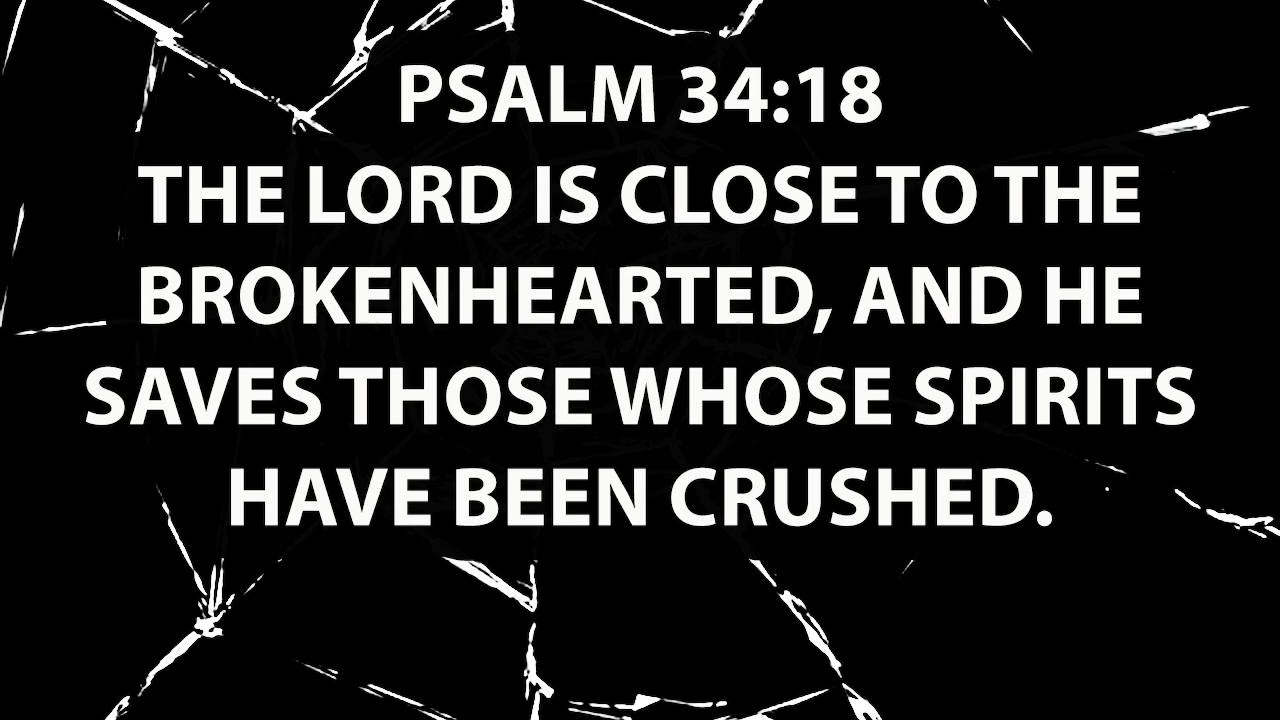 PSALM 34:18
THE LORD IS CLOSE TO THE
BROKENHEARTED, AND HE
SAVES THOSE WHOSE SPIRITS
HAVE BEEN CRUSHED.